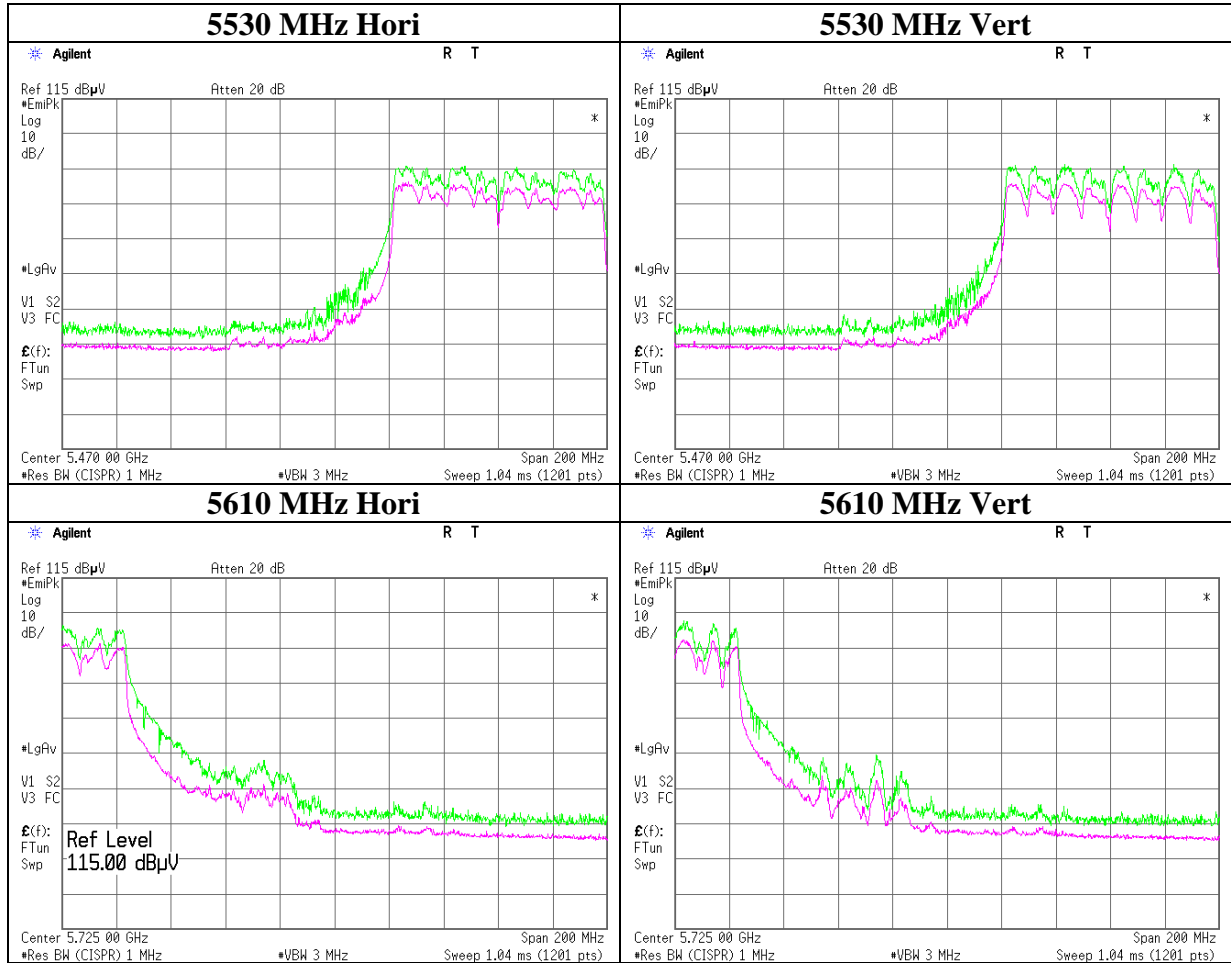 5530 MHz Hori
Agilent
R T
Ref 115 dBµV
Atten 20 dB
#EmiPk
Log
10
dB/
*
#LgAv
V1 S2
V3 FC
£(f):
FTun
Swp
Center 5.470 00 GHz
Span 200 MHz
#Res BW (CISPR) 1 MHz
#VBW 3 MHz
Sweep 1.04 ms (1201 pts)
5530 MHz Vert
Agilent
R T
Ref 115 dBµV
Atten 20 dB
#EmiPk
Log
10
dB/
*
#LgAv
V1 S2
V3 FC
£(f):
FTun
Swp
Center 5.470 00 GHz
Span 200 MHz
#Res BW (CISPR) 1 MHz
#VBW 3 MHz
Sweep 1.04 ms (1201 pts)
5610 MHz Hori
Agilent
R T
Ref 115 dBµV
Atten 20 dB
#EmiPk
Log
10
dB/
*
#LgAv
V1 S2
V3 FC
£(f):
FTun
Swp
Ref Level
115.00 dBµV
Center 5.725 00 GHz
Span 200 MHz
#Res BW (CISPR) 1 MHz
#VBW 3 MHz
Sweep 1.04 ms (1201 pts)
5610 MHz Vert
Agilent
R T
Ref 115 dBµV
Atten 20 dB
#EmiPk
Log
10
dB/
*
#LgAv
V1 S2
V3 FC
£(f):
FTun
Swp
Center 5.725 00 GHz
Span 200 MHz
#Res BW (CISPR) 1 MHz
#VBW 3 MHz
Sweep 1.04 ms (1201 pts)